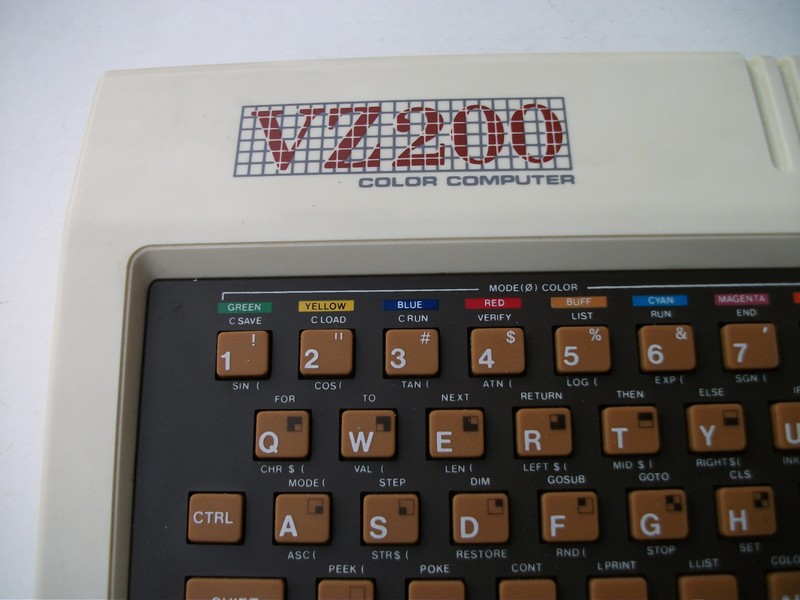 VZ200
COLOR COMPUTER
MODE(Ø) COLOR
GREEN YELLOW BLUE RED BUFF CYAN MAGENTA
CSAVE CLOAD CRUN VERIFY LIST RUN END
! " # $ % & '
1 2 3 4 5 6 7
SIN ( COS ( TAN ( ATN ( LOG ( EXP ( SGN (
FOR TO NEXT RETURN THEN ELSE
Q W E R T Y U
CHR $ ( VAL ( LEN ( LEFT $ ( MID $ ( RIGHT$(
MODE ( STEP DIM GOSUB GOTO CLS
CTRL A S D F G H
ASC ( STR$ ( RESTORE RND ( STOP SET
PEEK ( POKE CONT LPRINT LLIST